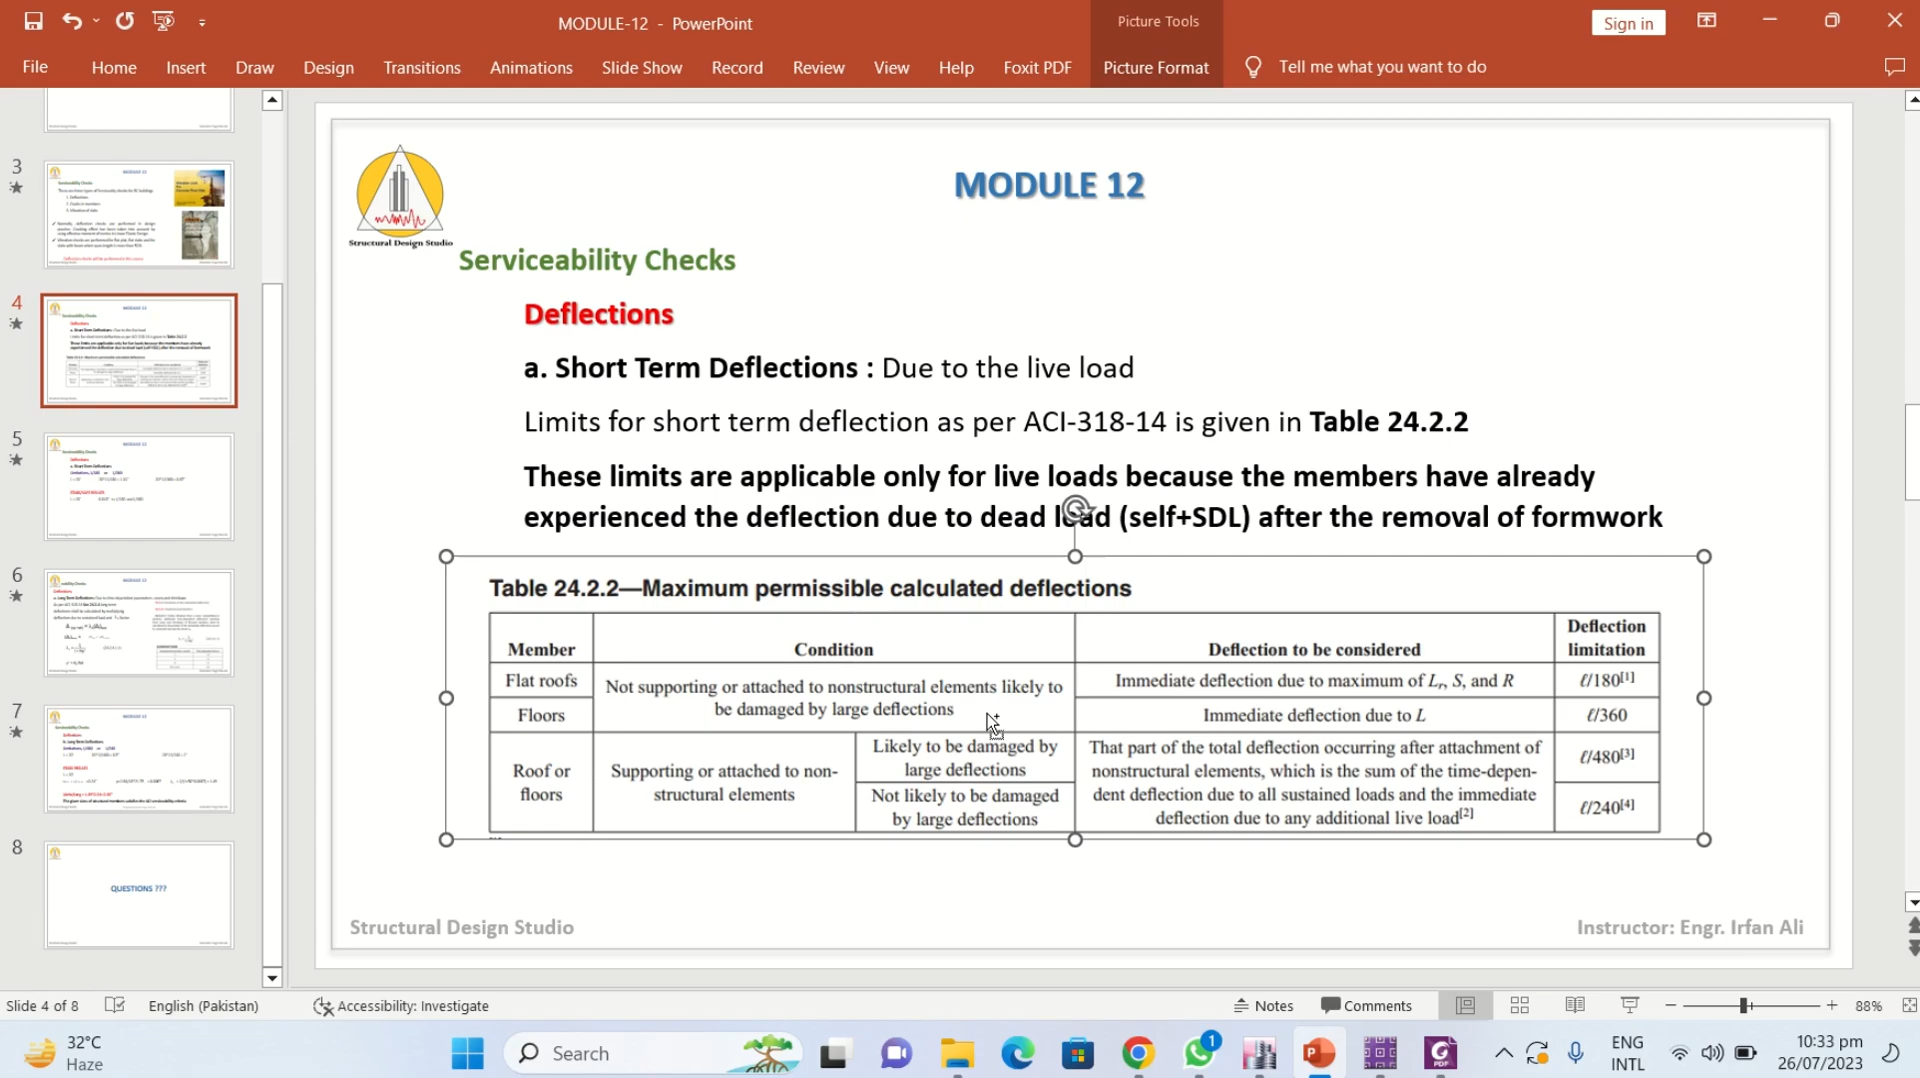 MODULE-12 - PowerPoint
Picture Tools
Sign in
File
Home
Insert
Draw
Design
Transitions
Animations
Slide Show
Record
Review
View
Help
Foxit PDF
Picture Format
Tell me what you want to do
3
4
5
6
7
8
QUESTIONS ???
Structural Design Studio
MODULE 12
Serviceability Checks
Deflections
a. Short Term Deflections : Due to the live load
Limits for short term deflection as per ACI-318-14 is given in Table 24.2.2
These limits are applicable only for live loads because the members have already
experienced the deflection due to dead load (self+SDL) after the removal of formwork
Table 24.2.2—Maximum permissible calculated deflections
Member
Condition
Deflection to be considered
Deflection
limitation
Flat roofs
Not supporting or attached to nonstructural elements likely to
be damaged by large deflections
Immediate deflection due to maximum of Lr, S, and R
ℓ/180[1]
Floors
Immediate deflection due to L
ℓ/360
Roof or
floors
Supporting or attached to non-
structural elements
Likely to be damaged by
large deflections
That part of the total deflection occurring after attachment of
nonstructural elements, which is the sum of the time-depen-
dent deflection due to all sustained loads and the immediate
deflection due to any additional live load[2]
ℓ/480[3]
Not likely to be damaged
by large deflections
ℓ/240[4]
Structural Design Studio
Instructor: Engr. Irfan Ali
Slide 4 of 8
English (Pakistan)
Accessibility: Investigate
Notes
Comments
88%
32°C
Haze
Search
1
ENG
INTL
10:33 pm
26/07/2023